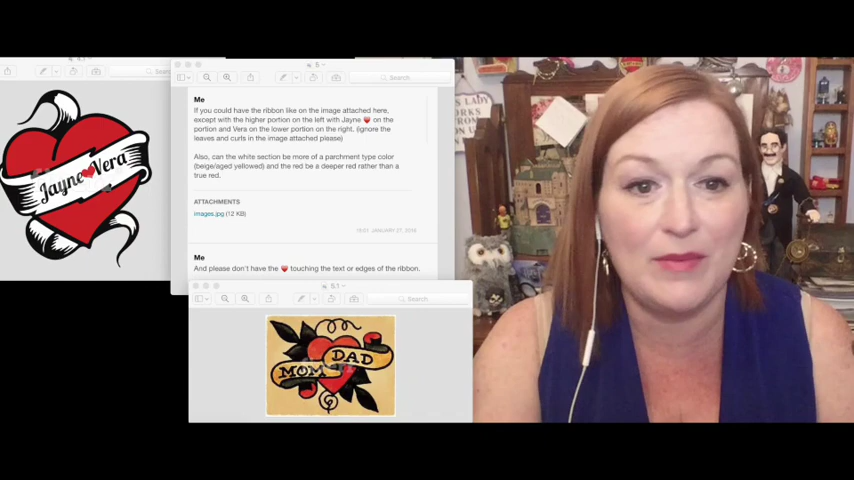 Search
Jayne Vera
5
Search
Me
If you could have the ribbon like on the image attached here,
except with the higher portion on the left with Jayne ❤️ on the
portion and Vera on the lower portion on the right. (ignore the
leaves and curls in the image attached please)
Also, can the white section be more of a parchment type color
(beige/aged yellowed) and the red be a deeper red rather than a
true red.
ATTACHMENTS
images.jpg (12 KB)
JANUARY 27, 2016
Me
And please don't have the ❤️ touching the text or edges of the ribbon.
6.1
Search
MOM DAD
LADY